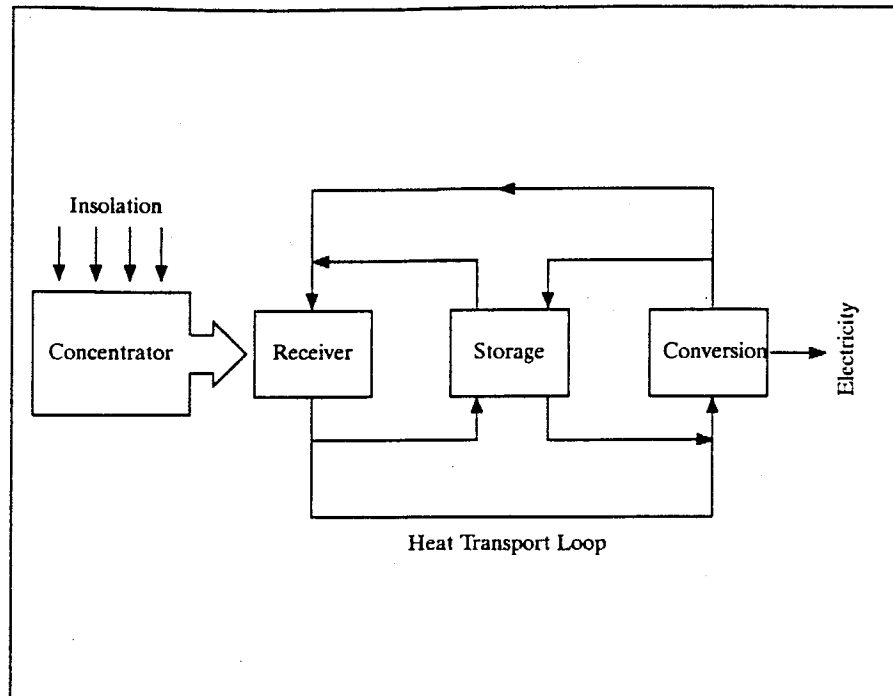 Insolation
Concentrator
Receiver
Storage
Conversion
Electricity
Heat Transport Loop